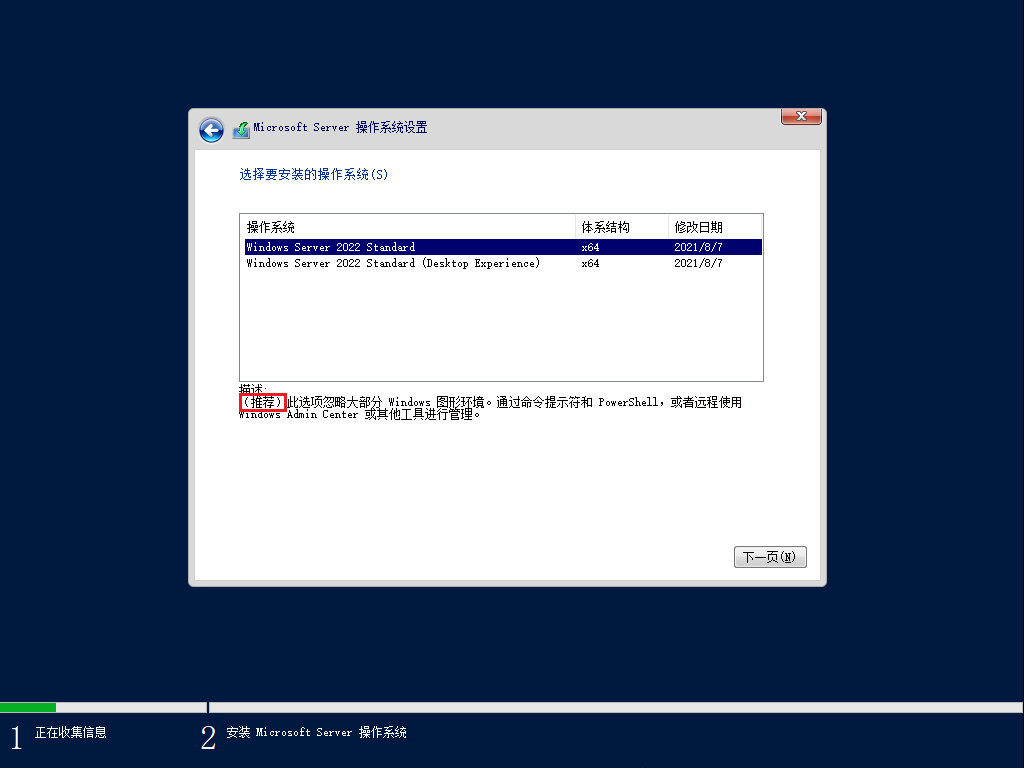 Microsoft Server 操作系统设置
选择要安装的操作系统(S)
操作系统 体系结构 修改日期
Windows Server 2022 Standard x64 2021/8/7
Windows Server 2022 Standard (Desktop Experience) x64 2021/8/7
描述:
(推荐)此选项忽略大部分 Windows 图形环境。通过命令提示符和 PowerShell，或者远程使用
Windows Admin Center 或其他工具进行管理。
下一页(N)
1 正在收集信息
2 安装 Microsoft Server 操作系统